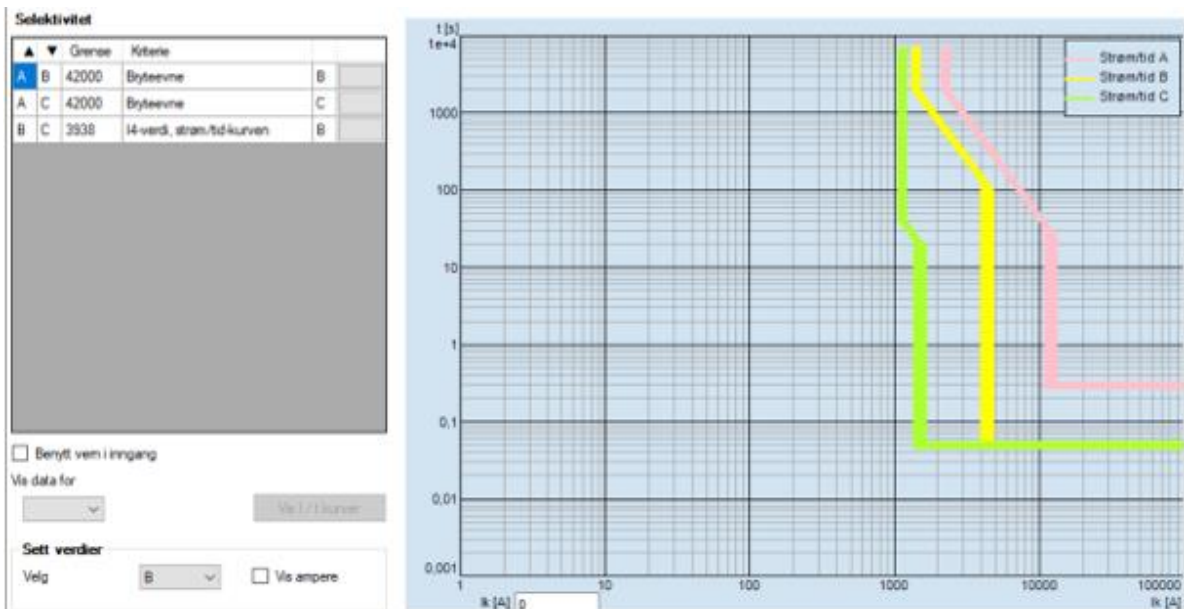 Selektivitet
▲ ▼ Grense Kriterie
A B 42000 Bryteevne B
A C 42000 Bryteevne C
B C 3938 I4-verdi, strøm/tid-kurven B
Benytt vern i inngang
Vis data for
Vis I / t kurver
Sett verdier
Velg B Vis ampere
t [s]
1e+4
1000
100
10
1
0,1
0,01
0,001
Strøm/tid A
Strøm/tid B
Strøm/tid C
1 10 100 1000 10000 100000
Ik [A] 0 Ik [A]